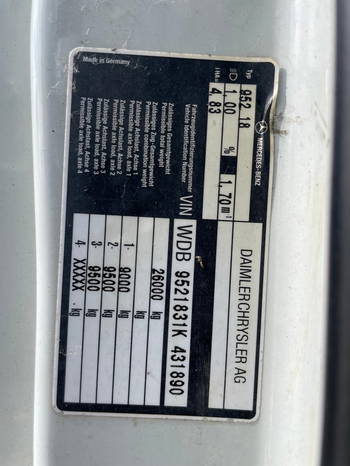 MERCEDES-BENZ
DAIMLERCHRYSLER AG
Typ 952 18
1,00 % 1,70 m⁻¹
i HA 4,83
Fahrzeugidentifizierungsnummer
Vehicle Identification Number
VIN WDB 9521831K 431890
Zulässiges Gesamtgewicht
Permissible total weight
26000 kg
Zulässiges Zug-Gesamtgewicht
Permissible combination weight
kg
Zulässige Achslast, Achse 1
Permissible axle load, axle 1
1- 9000 kg
Zulässige Achslast, Achse 2
Permissible axle load, axle 2
2- 9500 kg
Zulässige Achslast, Achse 3
Permissible axle load, axle 3
3- 9500 kg
Zulässige Achslast, Achse 4
Permissible axle load, axle 4
4- XXXXX kg
Made in Germany